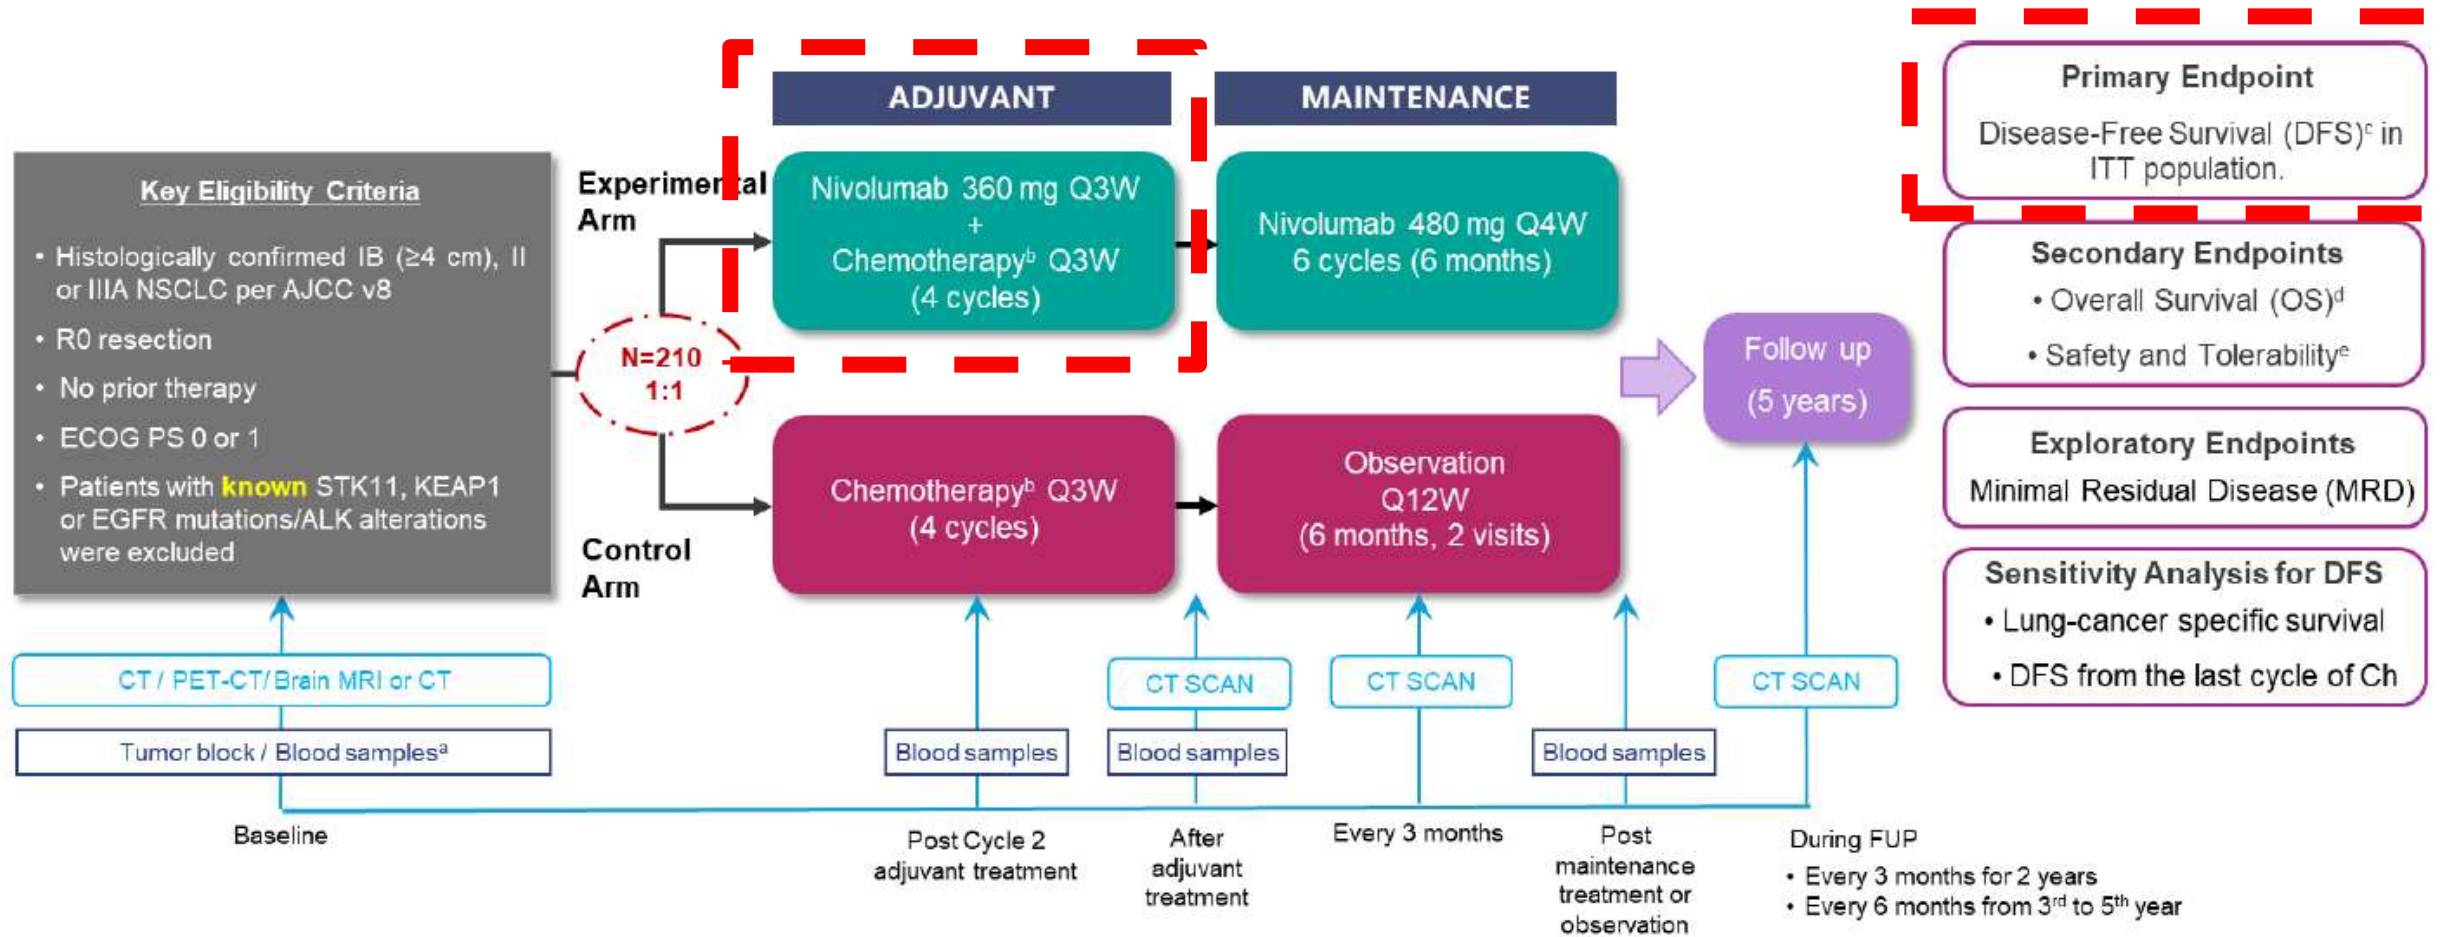 Key Eligibility Criteria
• Histologically confirmed IB (≥4 cm), II
or IIIA NSCLC per AJCC v8
• R0 resection
• No prior therapy
• ECOG PS 0 or 1
• Patients with known STK11, KEAP1
or EGFR mutations/ALK alterations
were excluded
CT / PET-CT/ Brain MRI or CT
Tumor block / Blood samplesᵃ
Baseline
N=210
1:1
Experimental
Arm
Control
Arm
ADJUVANT
Nivolumab 360 mg Q3W
+
Chemotherapyᵇ Q3W
(4 cycles)
MAINTENANCE
Nivolumab 480 mg Q4W
6 cycles (6 months)
Chemotherapyᵇ Q3W
(4 cycles)
Observation
Q12W
(6 months, 2 visits)
Follow up
(5 years)
CT SCAN
CT SCAN
CT SCAN
Blood samples
Blood samples
Blood samples
Post Cycle 2
adjuvant treatment
After
adjuvant
treatment
Every 3 months
Post
maintenance
treatment or
observation
During FUP
• Every 3 months for 2 years
• Every 6 months from 3rd to 5th year
Primary Endpoint
Disease-Free Survival (DFS)ᶜ in
ITT population.
Secondary Endpoints
• Overall Survival (OS)ᵈ
• Safety and Tolerabilityᵉ
Exploratory Endpoints
Minimal Residual Disease (MRD)
Sensitivity Analysis for DFS
• Lung-cancer specific survival
• DFS from the last cycle of Ch